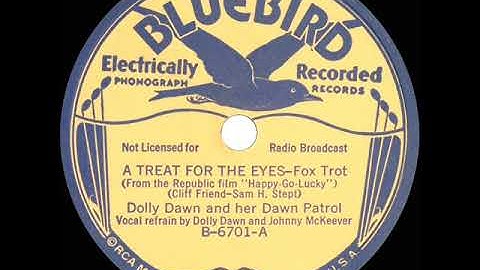 BLUEBIRD
Electrically Recorded
PHONOGRAPH RECORDS
Not Licensed for Radio Broadcast
A TREAT FOR THE EYES—Fox Trot
(From the Republic film "Happy-Go-Lucky")
(Cliff Friend-Sam H. Stept)
Dolly Dawn and her Dawn Patrol
Vocal refrain by Dolly Dawn and Johnny McKeever
B-6701-A
©RCA M
U.S.A.